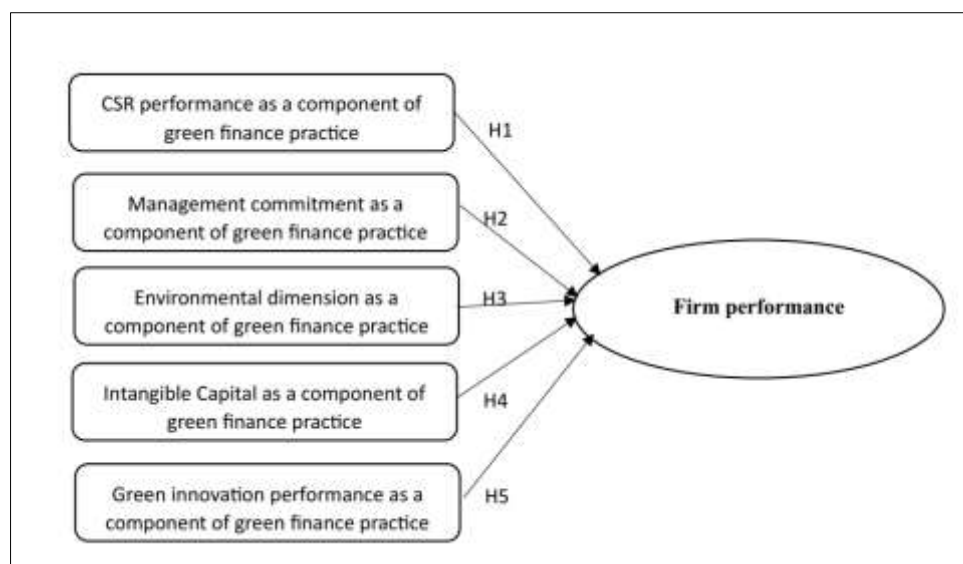 CSR performance as a component of
green finance practice
H1
Management commitment as a
component of green finance practice
H2
Environmental dimension as a
component of green finance practice
H3
Firm performance
Intangible Capital as a component of
green finance practice
H4
Green innovation performance as a
component of green finance practice
H5